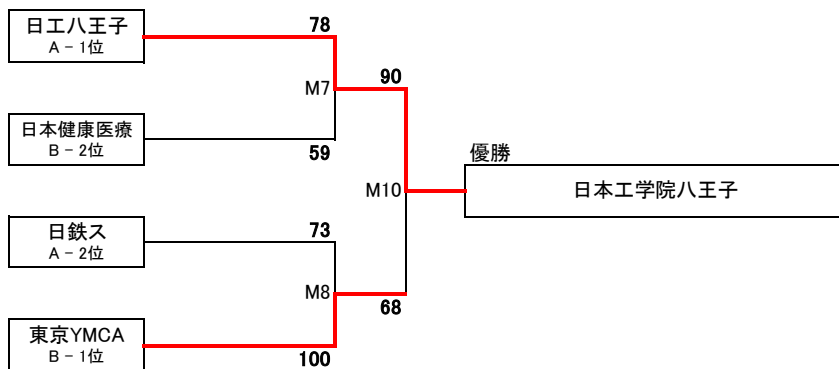 日工八王子
A - 1位
78
M7
90
日本健康医療
B - 2位
59
優勝
M10
日本工学院八王子
日鉄ス
A - 2位
73
M8
68
東京YMCA
B - 1位
100